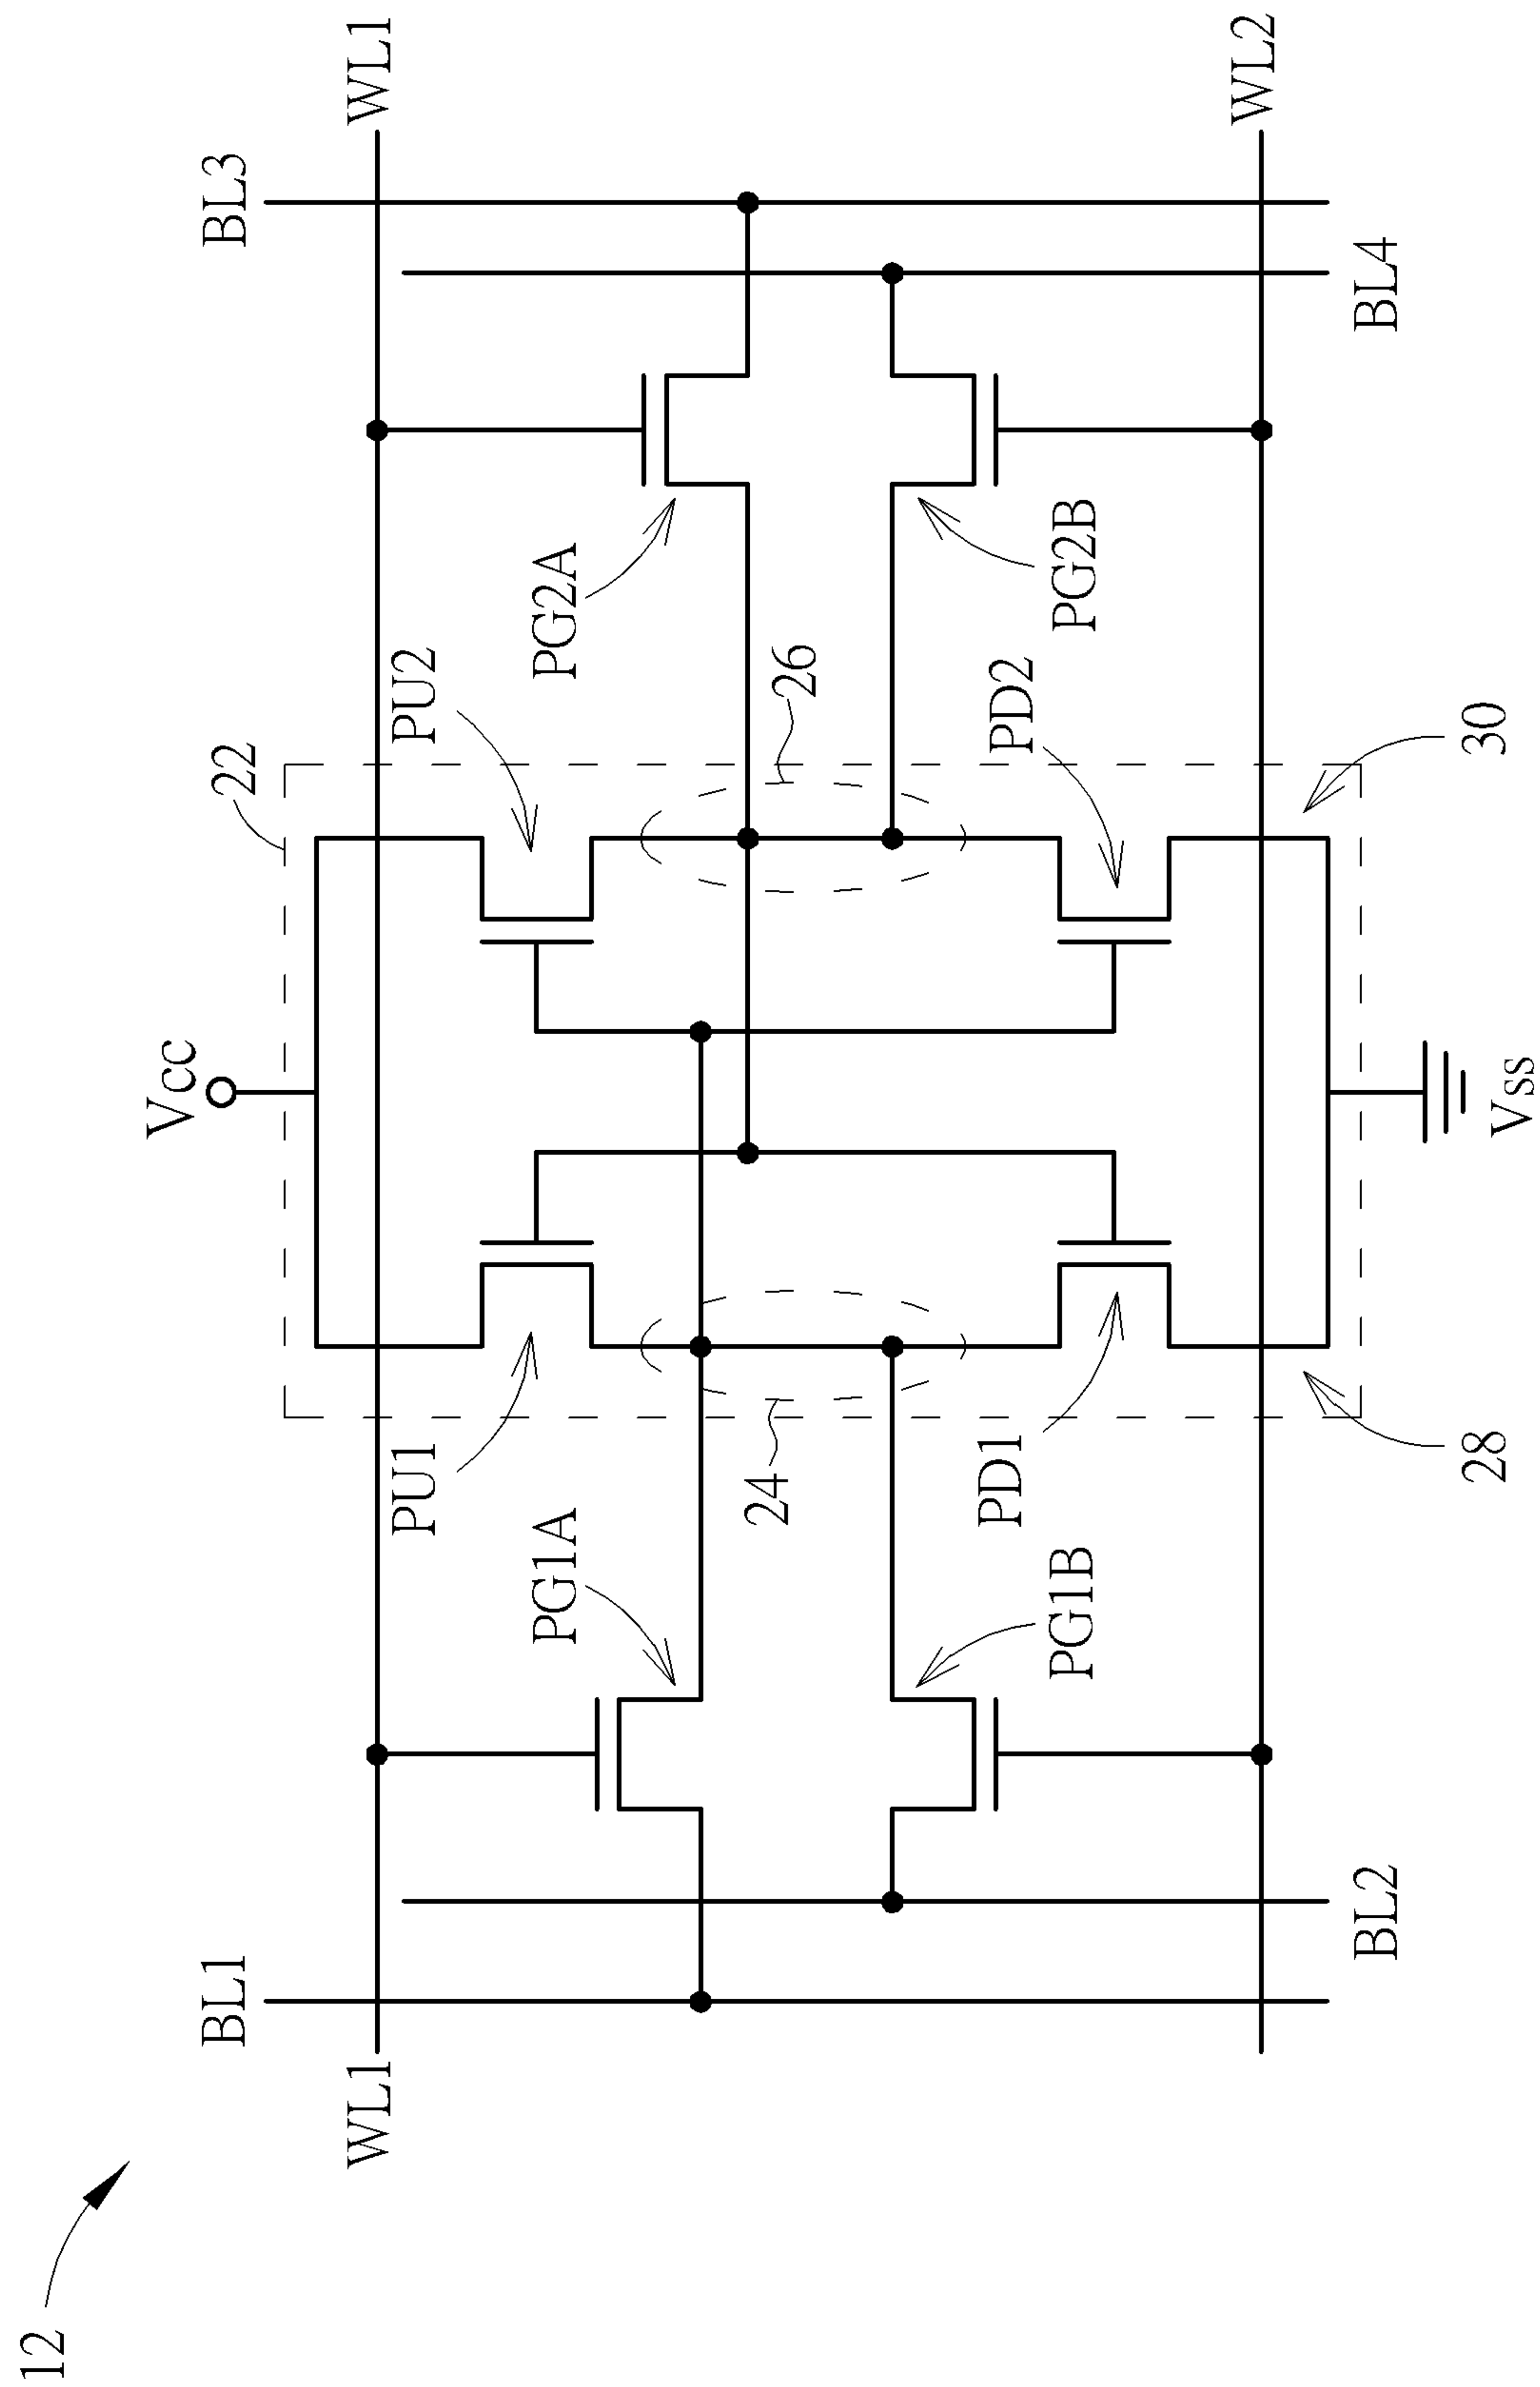 12
Vcc
22
BL1
BL3
WL1
WL1
PU1
PU2
PG1A
PG2A
24
26
PD1
PD2
PG1B
PG2B
WL2
BL2
BL4
28
30
Vss